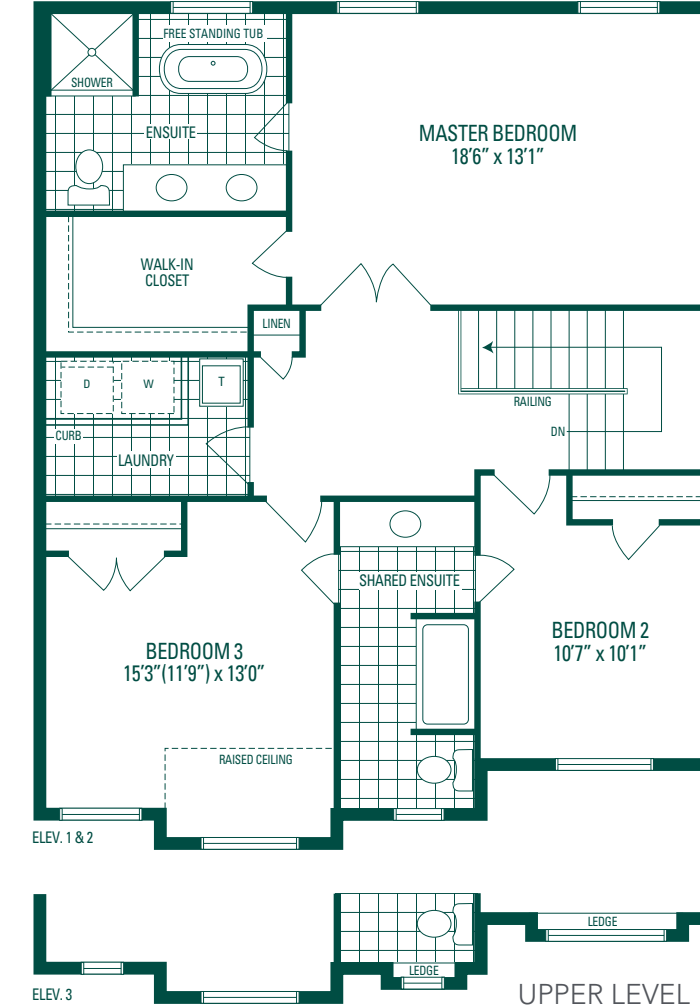 FREE STANDING TUB
SHOWER
ENSUITE
MASTER BEDROOM
18'6" x 13'1"
WALK-IN
CLOSET
LINEN
D
W
T
RAILING
CURB
DN
LAUNDRY
SHARED ENSUITE
BEDROOM 3
15'3"(11'9") x 13'0"
BEDROOM 2
10'7" x 10'1"
RAISED CEILING
ELEV. 1 & 2
LEDGE
LEDGE
ELEV. 3
UPPER LEVEL